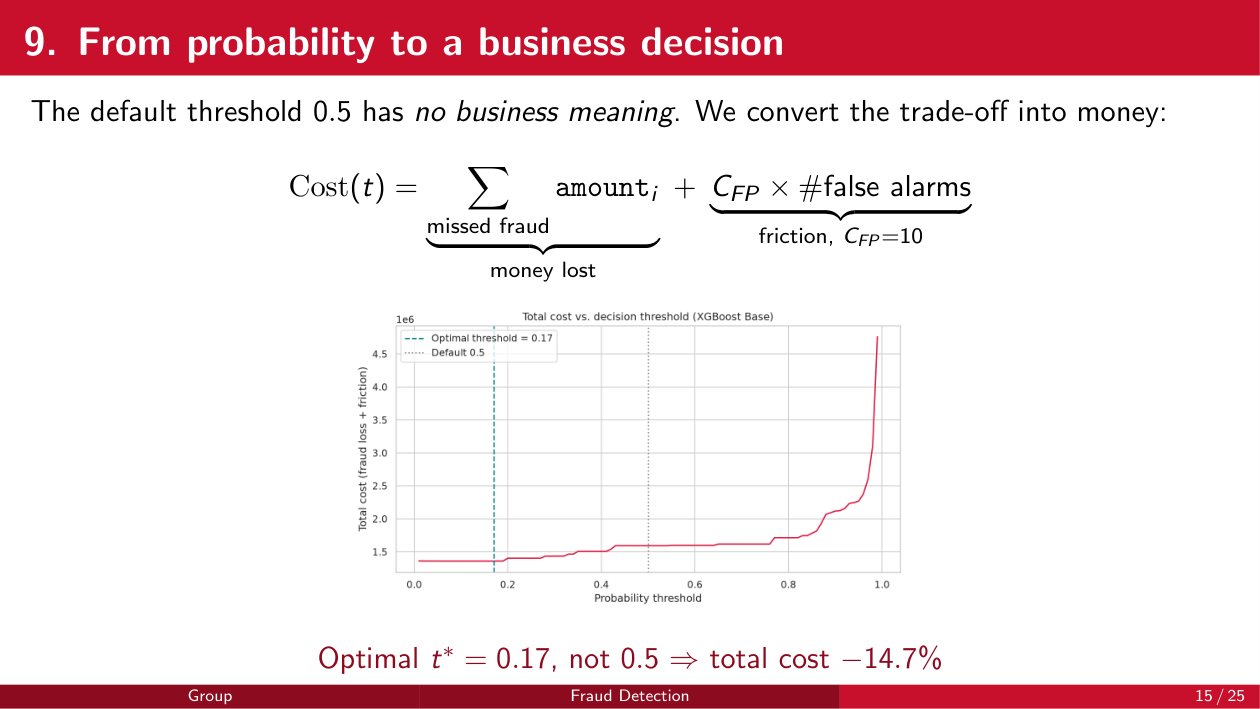 9. From probability to a business decision
The default threshold 0.5 has no business meaning. We convert the trade-off into money:
Cost(t) = ∑ amount_i + C_FP × #false alarms
missed fraud
friction, C_FP=10
money lost
Total cost vs. decision threshold (XGBoost Base)
1e6
Optimal threshold = 0.17
Default 0.5
4.5
4.0
3.5
3.0
2.5
2.0
1.5
Total cost (fraud loss + friction)
0.0 0.2 0.4 0.6 0.8 1.0
Probability threshold
Optimal t* = 0.17, not 0.5 ⇒ total cost −14.7%
Group Fraud Detection 15 / 25